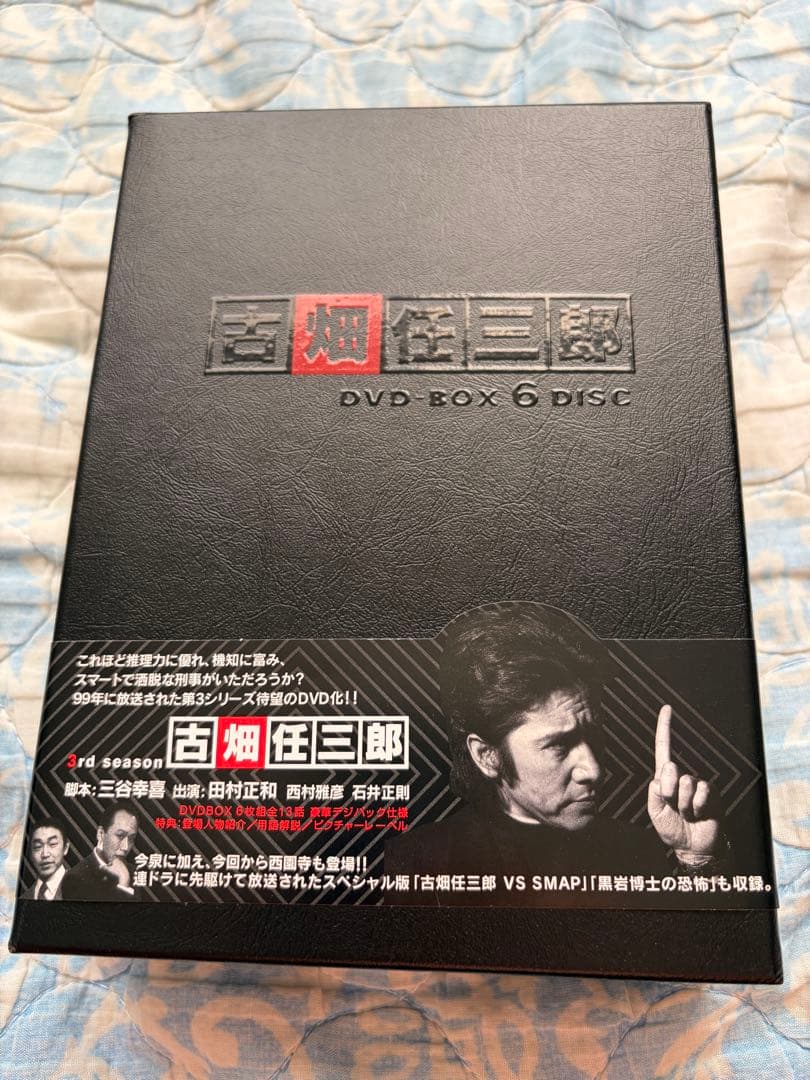 古畑任三郎
DVD-BOX 6 DISC
これほど推理力に優れ、機知に富み、
スマートで洒脱な刑事がいただろうか?
99年に放送された第3シリーズ待望のDVD化!!
3rd season 古畑任三郎
脚本:三谷幸喜 出演:田村正和 西村雅彦 石井正則
DVDBOX 6枚組全13話 豪華デジパック仕様
特典:登場人物紹介/用語解説/ピクチャーレーベル
今泉に加え、今回から西園寺も登場!!
連ドラに先駆けて放送されたスペシャル版「古畑任三郎 VS SMAP」「黒岩博士の恐怖」も収録。